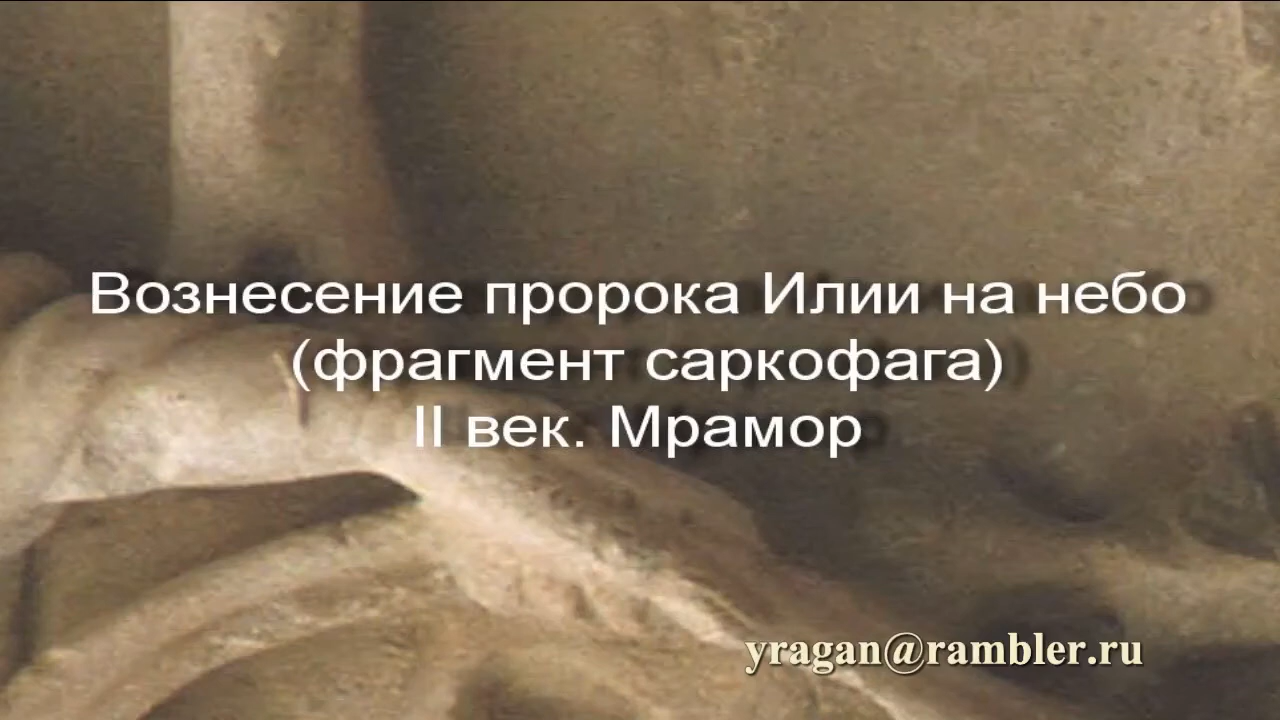 Вознесение пророка Илии на небо
(фрагмент саркофага)
II век. Мрамор
yragan@rambler.ru